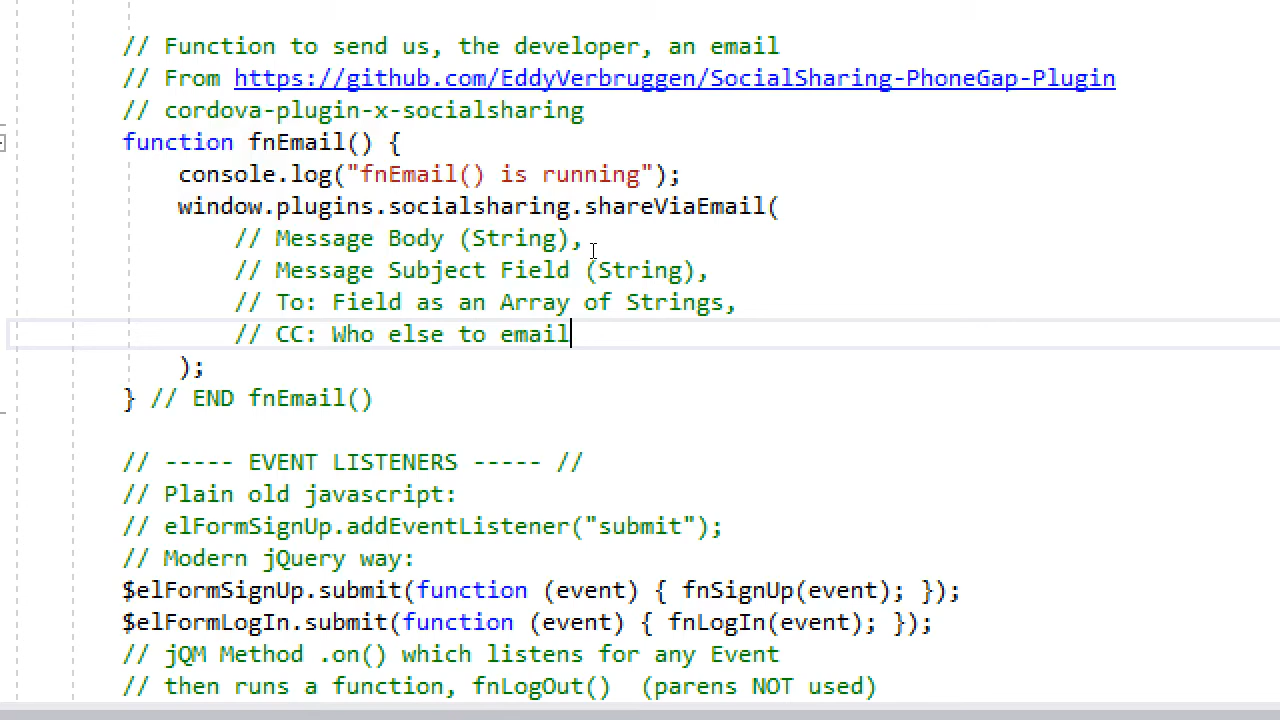 // Function to send us, the developer, an email
// From https://github.com/EddyVerbruggen/SocialSharing-PhoneGap-Plugin
// cordova-plugin-x-socialsharing
function fnEmail() {
console.log("fnEmail() is running");
window.plugins.socialsharing.shareViaEmail(
// Message Body (String),
// Message Subject Field (String),
// To: Field as an Array of Strings,
// CC: Who else to email
);
} // END fnEmail()
// ----- EVENT LISTENERS ----- //
// Plain old javascript:
// elFormSignUp.addEventListener("submit");
// Modern jQuery way:
$elFormSignUp.submit(function (event) { fnSignUp(event); });
$elFormLogIn.submit(function (event) { fnLogIn(event); });
// jQM Method .on() which listens for any Event
// then runs a function, fnLogOut()  (parens NOT used)